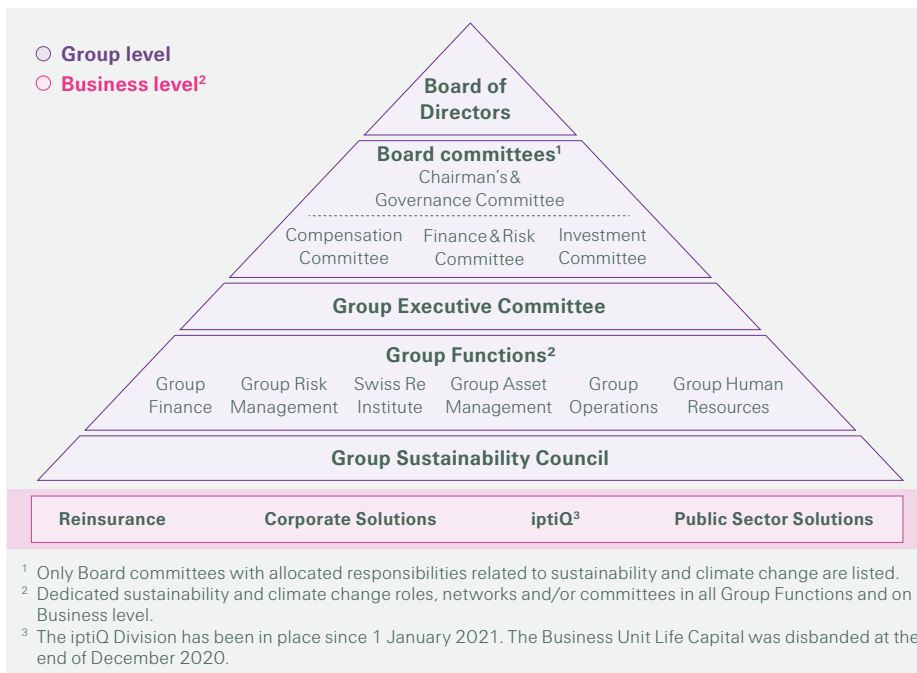 Group level
Business level²
Board of
Directors
Board committees¹
Chairman's &
Governance Committee
Compensation Committee
Finance & Risk Committee
Investment Committee
Group Executive Committee
Group Functions²
Group Finance
Group Risk Management
Swiss Re Institute
Group Asset Management
Group Operations
Group Human Resources
Group Sustainability Council
Reinsurance
Corporate Solutions
iptiQ³
Public Sector Solutions
¹ Only Board committees with allocated responsibilities related to sustainability and climate change are listed.
² Dedicated sustainability and climate change roles, networks and/or committees in all Group Functions and on
Business level.
³ The iptiQ Division has been in place since 1 January 2021. The Business Unit Life Capital was disbanded at the
end of December 2020.